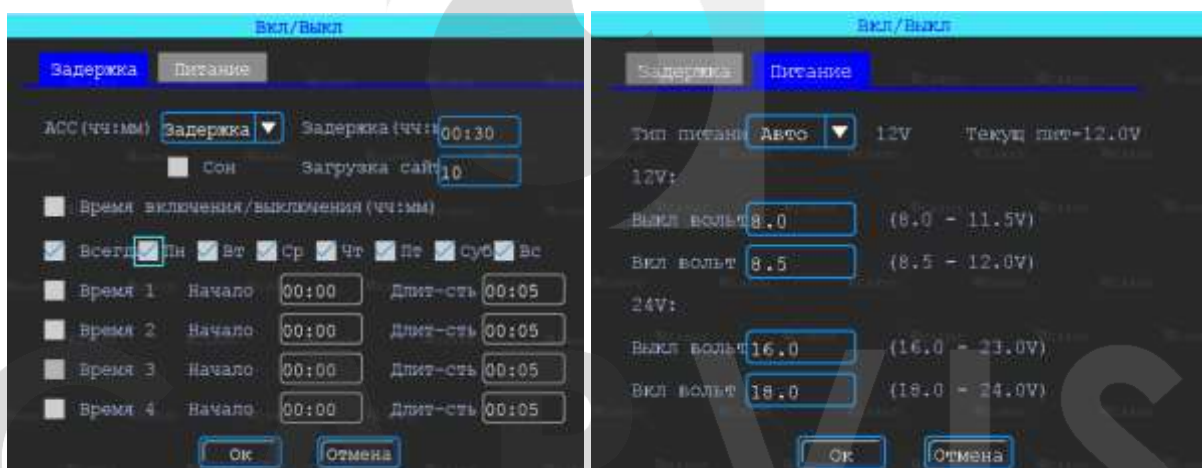 Вкл/Выкл
Задержка Питание
ACC(чч:мм) Задержка Задержка(чч: 00:30
Сон Загрузка сайт 10
Время включения/выключения(чч:мм)
Всегд Пн Вт Ср Чт Пт Суб Вс
Время 1 Начало 00:00 Длит-сть 00:05
Время 2 Начало 00:00 Длит-сть 00:05
Время 3 Начало 00:00 Длит-сть 00:05
Время 4 Начало 00:00 Длит-сть 00:05
Ок Отмена
Вкл/Выкл
Задержка Питание
Тип питани Авто 12V Текущ пит-12.0V
12V:
Выкл вольт 8.0 (8.0 - 11.5V)
Вкл вольт 8.5 (8.5 - 12.0V)
24V:
Выкл вольт 16.0 (16.0 - 23.0V)
Вкл вольт 18.0 (18.0 - 24.0V)
Ок Отмена